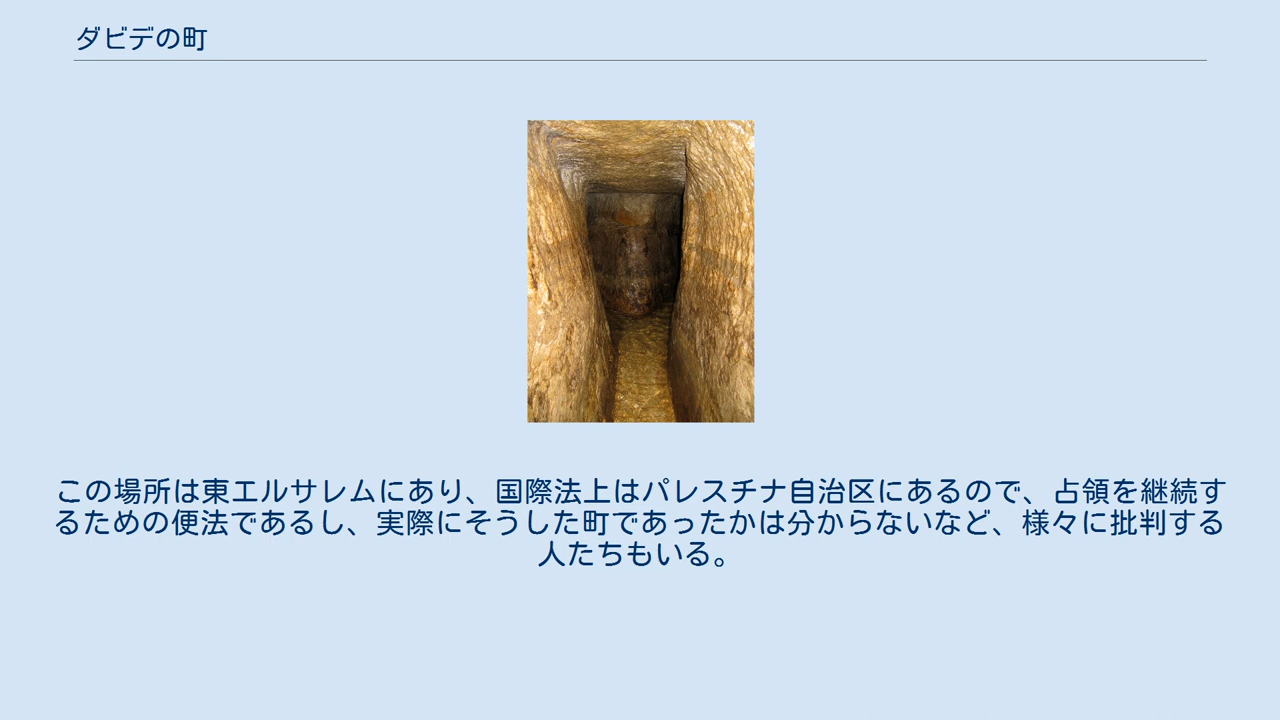 ダビデの町
この場所は東エルサレムにあり、国際法上はパレスチナ自治区にあるので、占領を継続す
るための便法であるし、実際にそうした町であったかは分からないなど、様々に批判する
人たちもいる。